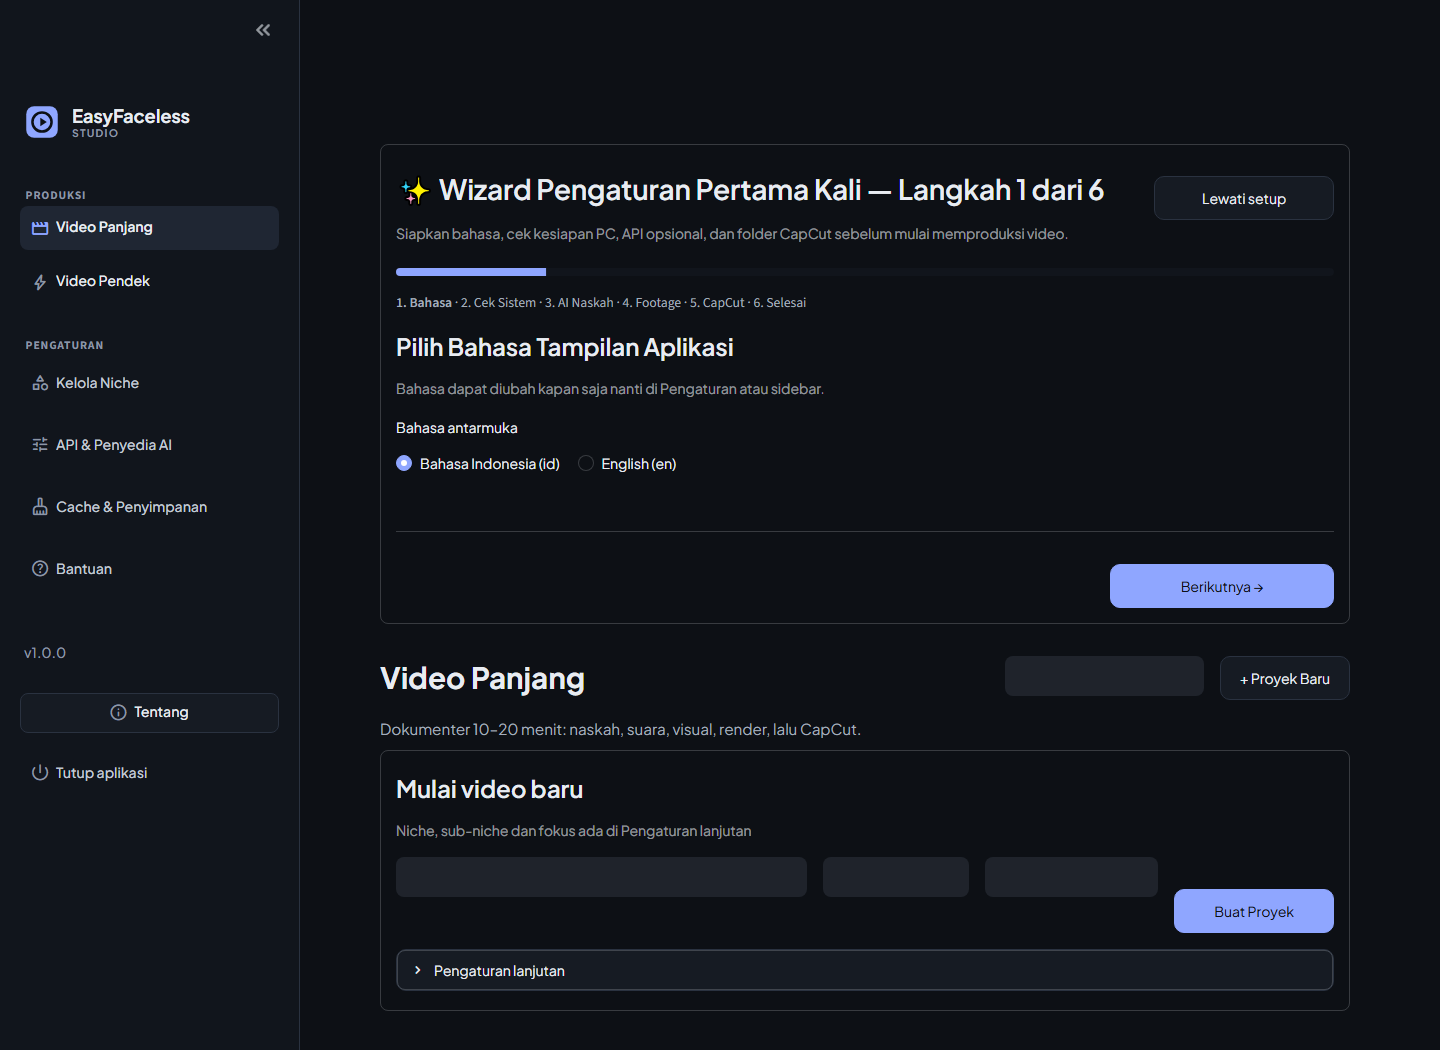 EasyFaceless
STUDIO
PRODUKSI
Video Panjang
Video Pendek
PENGATURAN
Kelola Niche
API & Penyedia AI
Cache & Penyimpanan
Bantuan
v1.0.0
Tentang
Tutup aplikasi
✨ Wizard Pengaturan Pertama Kali — Langkah 1 dari 6
Lewati setup
Siapkan bahasa, cek kesiapan PC, API opsional, dan folder CapCut sebelum mulai memproduksi video.
1. Bahasa · 2. Cek Sistem · 3. AI Naskah · 4. Footage · 5. CapCut · 6. Selesai
Pilih Bahasa Tampilan Aplikasi
Bahasa dapat diubah kapan saja nanti di Pengaturan atau sidebar.
Bahasa antarmuka
Bahasa Indonesia (id) English (en)
Berikutnya →
Video Panjang
+ Proyek Baru
Dokumenter 10–20 menit: naskah, suara, visual, render, lalu CapCut.
Mulai video baru
Niche, sub-niche dan fokus ada di Pengaturan lanjutan
Buat Proyek
Pengaturan lanjutan